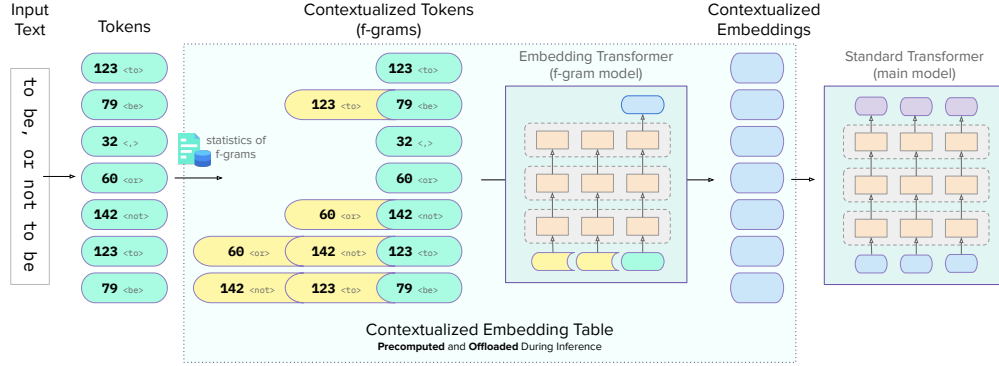 Input
Text
Tokens
Contextualized Tokens
(f-grams)
Contextualized
Embeddings
to be, or not to be
123 <to>
79 <be>
32 <,>
60 <or>
142 <not>
123 <to>
79 <be>
statistics of
f-grams
123 <to>
123 <to> 79 <be>
32 <,>
60 <or>
60 <or> 142 <not>
60 <or> 142 <not> 123 <to>
142 <not> 123 <to> 79 <be>
Embedding Transformer
(f-gram model)
Standard Transformer
(main model)
Contextualized Embedding Table
Precomputed and Offloaded During Inference